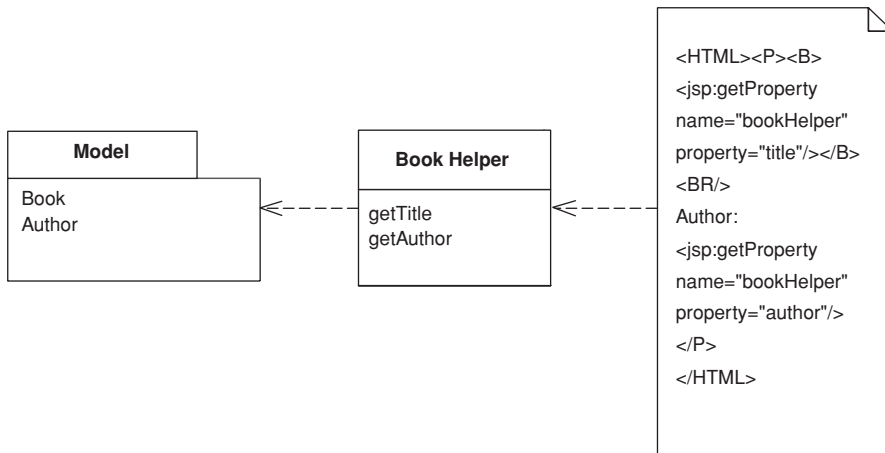 Model
Book
Author
Book Helper
getTitle
getAuthor
<HTML><P><B>
<jsp:getProperty
name="bookHelper"
property="title"/></B>
<BR/>
Author:
<jsp:getProperty
name="bookHelper"
property="author"/>
</P>
</HTML>